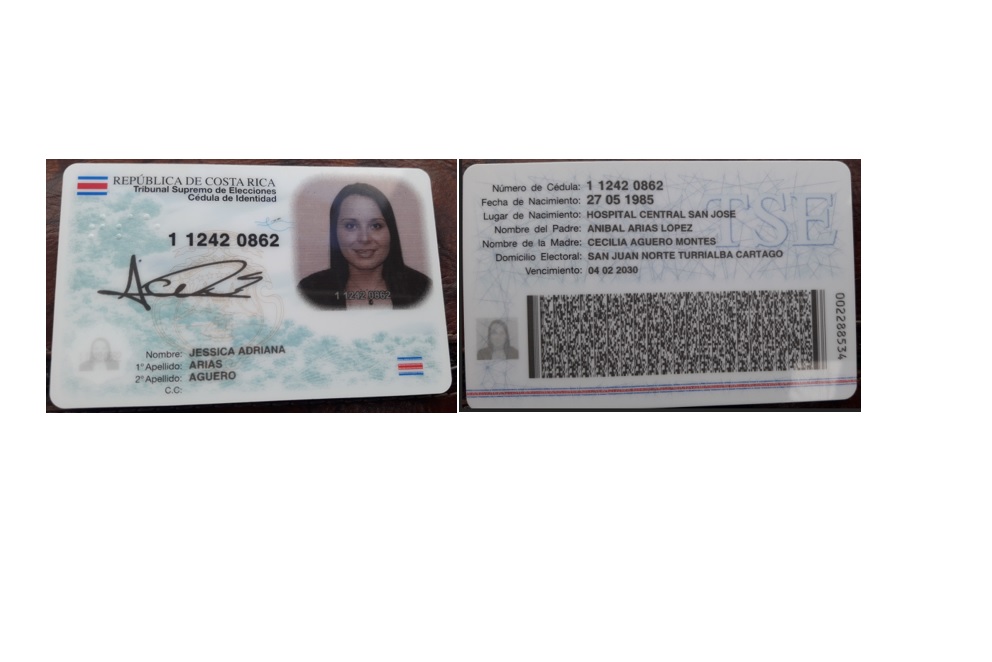 REPÚBLICA DE COSTA RICA
Tribunal Supremo de Elecciones
Cédula de Identidad
1 1242 0862
1 1242 0862
Nombre: JESSICA ADRIANA
1º Apellido: ARIAS
2º Apellido: AGUERO
C.C:
Número de Cédula: 1 1242 0862
Fecha de Nacimiento: 27 05 1985
Lugar de Nacimiento: HOSPITAL CENTRAL SAN JOSE
Nombre del Padre: ANIBAL ARIAS LOPEZ
Nombre de la Madre: CECILIA AGUERO MONTES
Domicilio Electoral: SAN JUAN NORTE TURRIALBA CARTAGO
Vencimiento: 04 02 2030
TSE
002288534